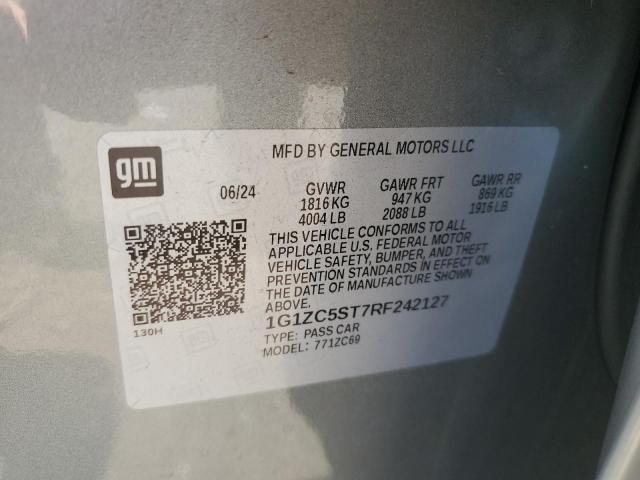 gm
MFD BY GENERAL MOTORS LLC
06/24 GVWR GAWR FRT GAWR RR
1816 KG 947 KG 869 KG
4004 LB 2088 LB 1916 LB
THIS VEHICLE CONFORMS TO ALL
APPLICABLE U.S. FEDERAL MOTOR
VEHICLE SAFETY, BUMPER, AND THEFT
PREVENTION STANDARDS IN EFFECT ON
THE DATE OF MANUFACTURE SHOWN
ABOVE.
1G1ZC5ST7RF242127
TYPE: PASS CAR
MODEL: 771ZC69
130H